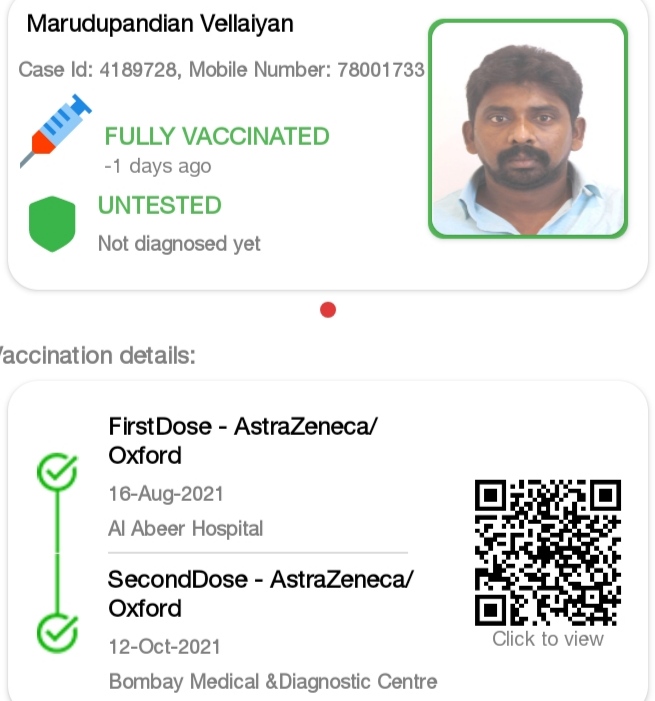 Marudupandian Vellaiyan
Case Id: 4189728, Mobile Number: 78001733
FULLY VACCINATED
-1 days ago
UNTESTED
Not diagnosed yet
Vaccination details:
FirstDose - AstraZeneca/
Oxford
16-Aug-2021
Al Abeer Hospital
SecondDose - AstraZeneca/
Oxford
12-Oct-2021
Bombay Medical &Diagnostic Centre
Click to view